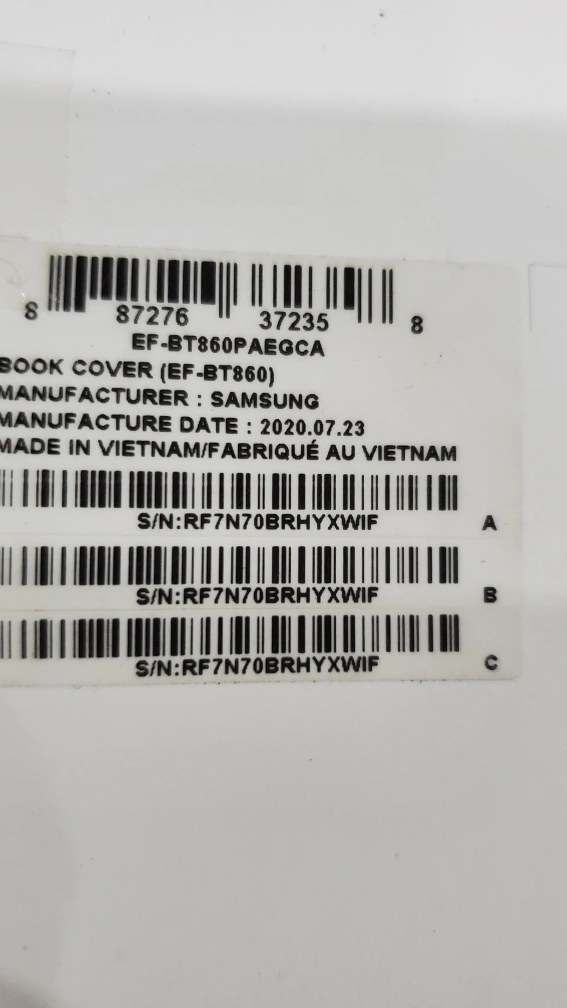 8 87276 37235 8
EF-BT860PAEGCA
BOOK COVER (EF-BT860)
MANUFACTURER : SAMSUNG
MANUFACTURE DATE : 2020.07.23
MADE IN VIETNAM/FABRIQUÉ AU VIETNAM
S/N:RF7N70BRHYXWIF A
S/N:RF7N70BRHYXWIF B
S/N:RF7N70BRHYXWIF C